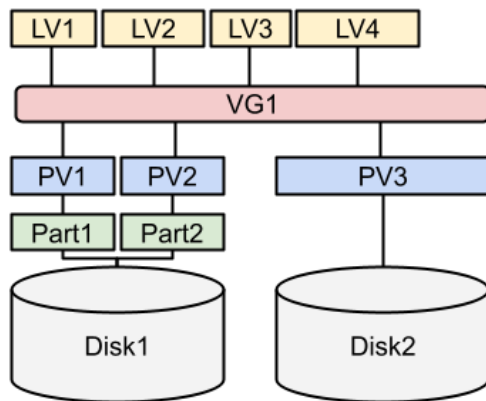 LV1 LV2 LV3 LV4
VG1
PV1 PV2 PV3
Part1 Part2
Disk1 Disk2